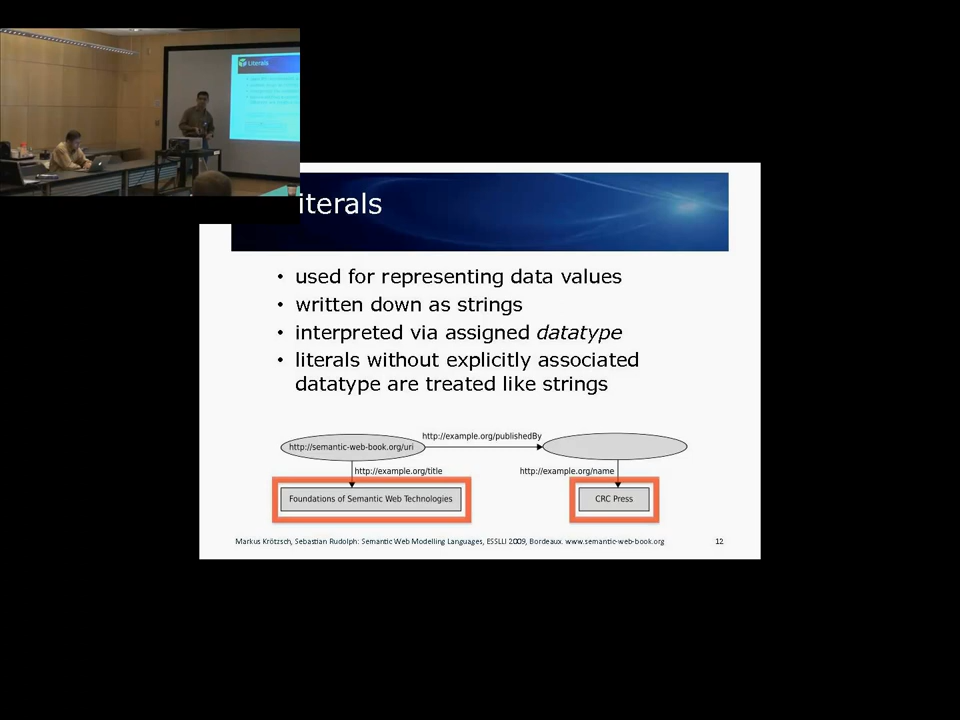 Literals
iterals
• used for representing data values
• written down as strings
• interpreted via assigned datatype
• literals without explicitly associated
datatype are treated like strings
http://example.org/publishedBy
http://semantic-web-book.org/uri
http://example.org/title
http://example.org/name
Foundations of Semantic Web Technologies
CRC Press
Markus Krötzsch, Sebastian Rudolph: Semantic Web Modelling Languages, ESSLLI 2009, Bordeaux. www.semantic-web-book.org
12